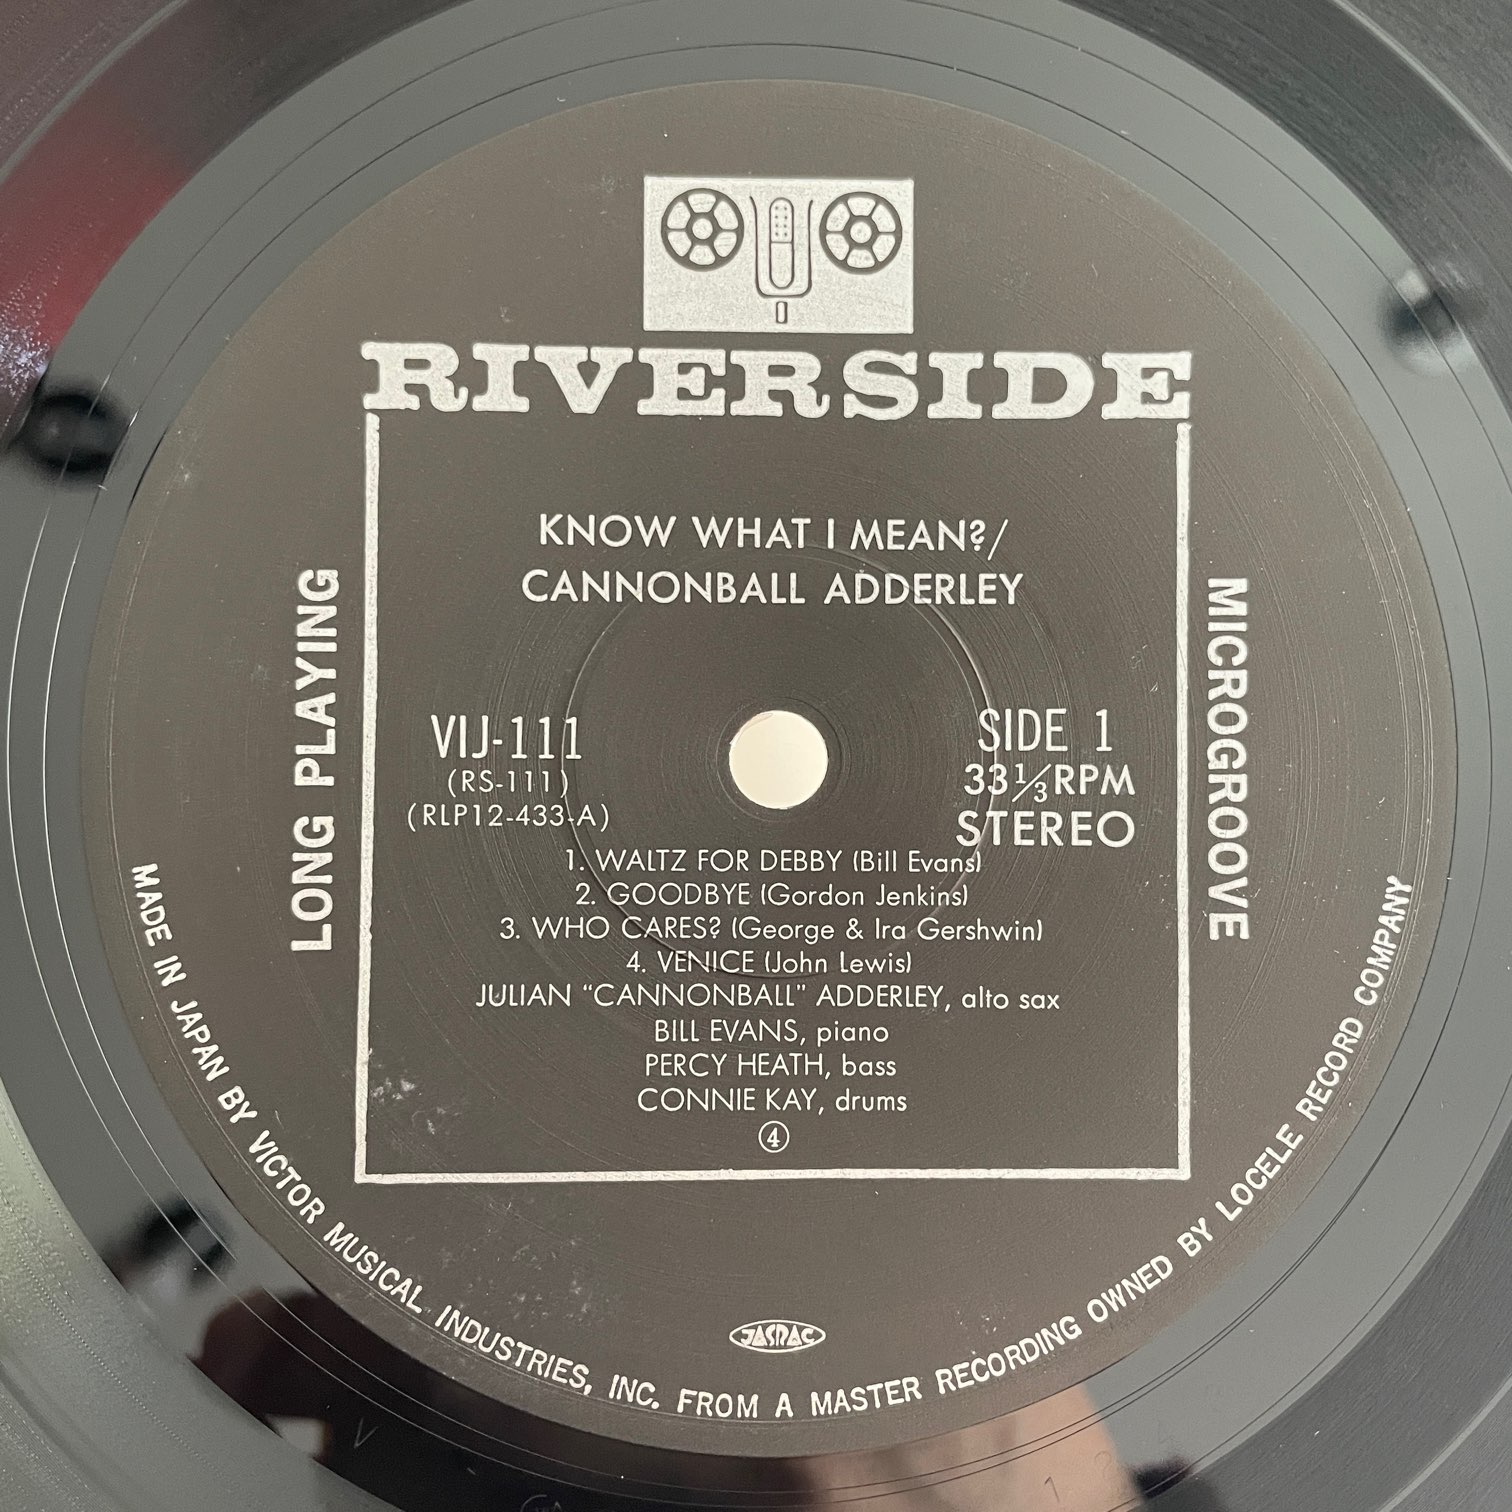 RIVERSIDE
KNOW WHAT I MEAN?/
CANNONBALL ADDERLEY
LONG PLAYING
MICROGROOVE
VIJ-111
(RS-111)
(RLP12-433-A)
SIDE 1
33⅓RPM
STEREO
1. WALTZ FOR DEBBY (Bill Evans)
2. GOODBYE (Gordon Jenkins)
3. WHO CARES? (George & Ira Gershwin)
4. VENICE (John Lewis)
JULIAN “CANNONBALL” ADDERLEY, alto sax
BILL EVANS, piano
PERCY HEATH, bass
CONNIE KAY, drums
④
JASRAC
MADE IN JAPAN BY VICTOR MUSICAL INDUSTRIES, INC. FROM A MASTER RECORDING OWNED BY LOCELE RECORD COMPANY